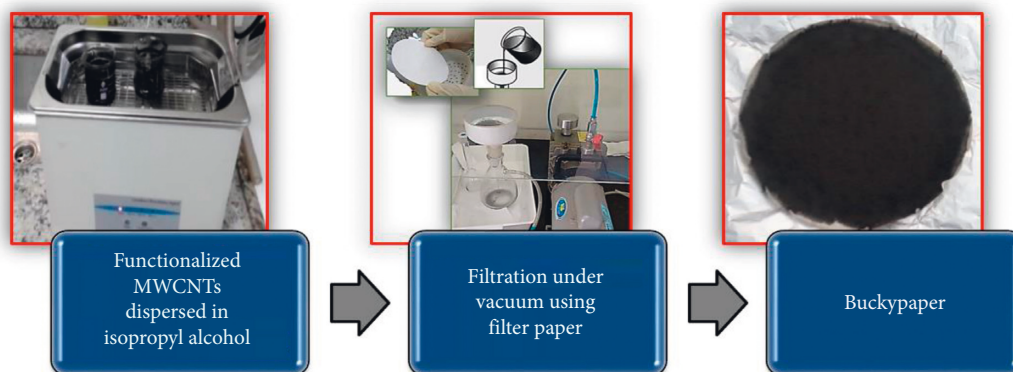 Functionalized
MWCNTs
dispersed in
isopropyl alcohol
Filtration under
vacuum using
filter paper
Buckypaper